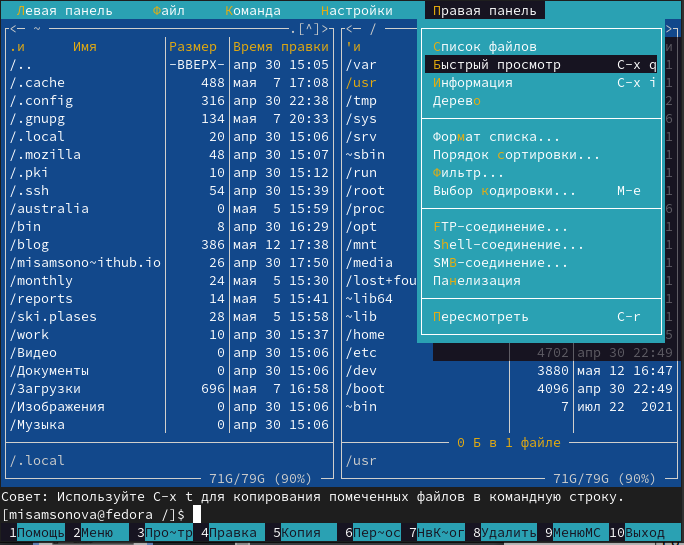 Левая панель Файл Команда Настройки Правая панель
<─ ~ .[^]> <─ /
.и Имя Размер Время правки 'и Список файлов
/.. -ВВЕРХ- апр 30 15:05 /var Быстрый просмотр C-x q
/.cache 488 мая 7 17:08 /usr Информация C-x i
/.config 316 апр 30 22:38 /tmp Дерево
/.gnupg 134 мая 7 20:33 /sys
/.local 20 апр 30 15:06 /srv Формат списка...
/.mozilla 48 апр 30 15:07 ~sbin Порядок сортировки...
/.pki 10 апр 30 15:12 /run Фильтр...
/.ssh 54 апр 30 15:39 /root Выбор кодировки... M-e
/australia 0 мая 5 15:59 /proc
/bin 8 апр 30 16:29 /opt FTP-соединение...
/blog 386 мая 12 17:38 /mnt Shell-соединение...
/misamsono~ithub.io 26 апр 30 17:50 /media SMB-соединение...
/monthly 24 мая 5 15:30 /lost+fou Панелизация
/reports 14 мая 5 15:41 ~lib64
/ski.plases 28 мая 5 15:58 ~lib Пересмотреть C-r
/work 10 апр 30 15:37 /home
/Видео 0 апр 30 15:06 /etc 4702 апр 30 22:49
/Документы 0 апр 30 15:06 /dev 3880 мая 12 16:47
/Загрузки 696 мая 7 16:58 /boot 4096 апр 30 22:49
/Изображения 0 апр 30 15:06 ~bin 7 июл 22 2021
/Музыка 0 апр 30 15:06
0 Б в 1 файле
/.local /usr
71G/79G (90%) 71G/79G (90%)
Совет: Используйте C-x t для копирования помеченных файлов в командную строку.
[misamsonova@fedora /]$
1Помощь 2Меню 3Про~тр 4Правка 5Копия 6Пер~ос 7НвК~ог 8Удалить 9МенюMC 10Выход